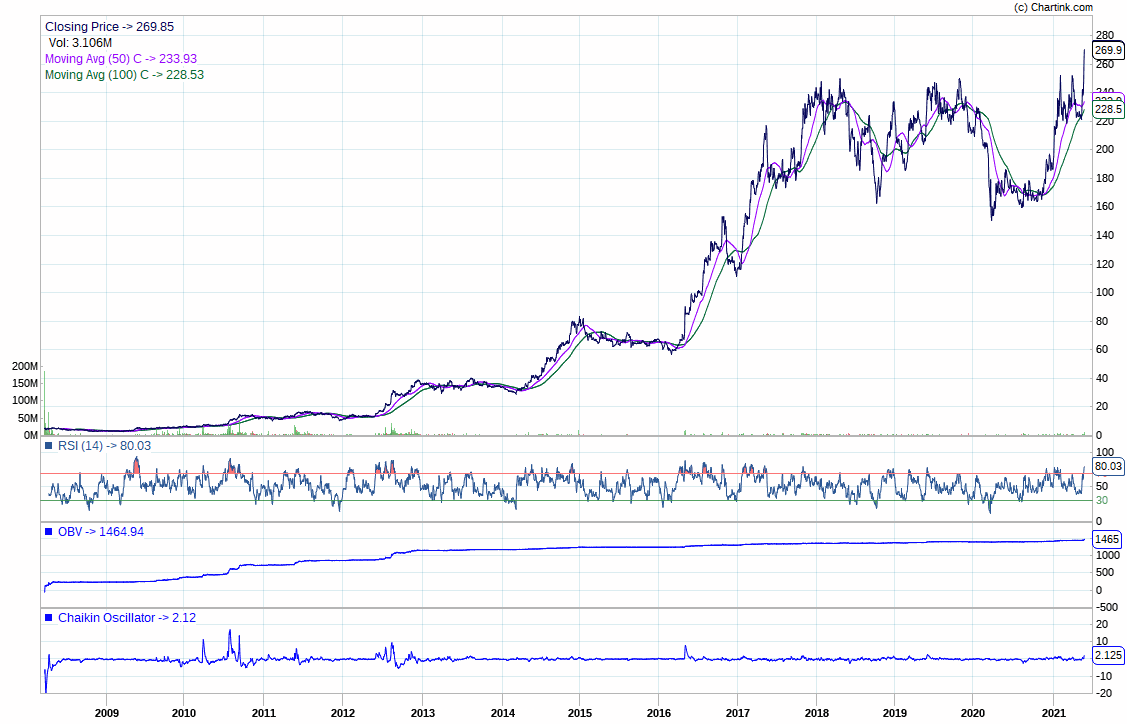 (c) Chartink.com
Closing Price -> 269.85
Vol: 3.106M
Moving Avg (50) C -> 233.93
Moving Avg (100) C -> 228.53
280
269.9
260
240
228.5
220
200
180
160
140
120
100
80
60
40
20
0
200M
150M
100M
50M
0M
RSI (14) -> 80.03
100
80.03
50
30
0
OBV -> 1464.94
1465
1000
500
0
-500
Chaikin Oscillator -> 2.12
20
10
2.125
-10
-20
2009 2010 2011 2012 2013 2014 2015 2016 2017 2018 2019 2020 2021